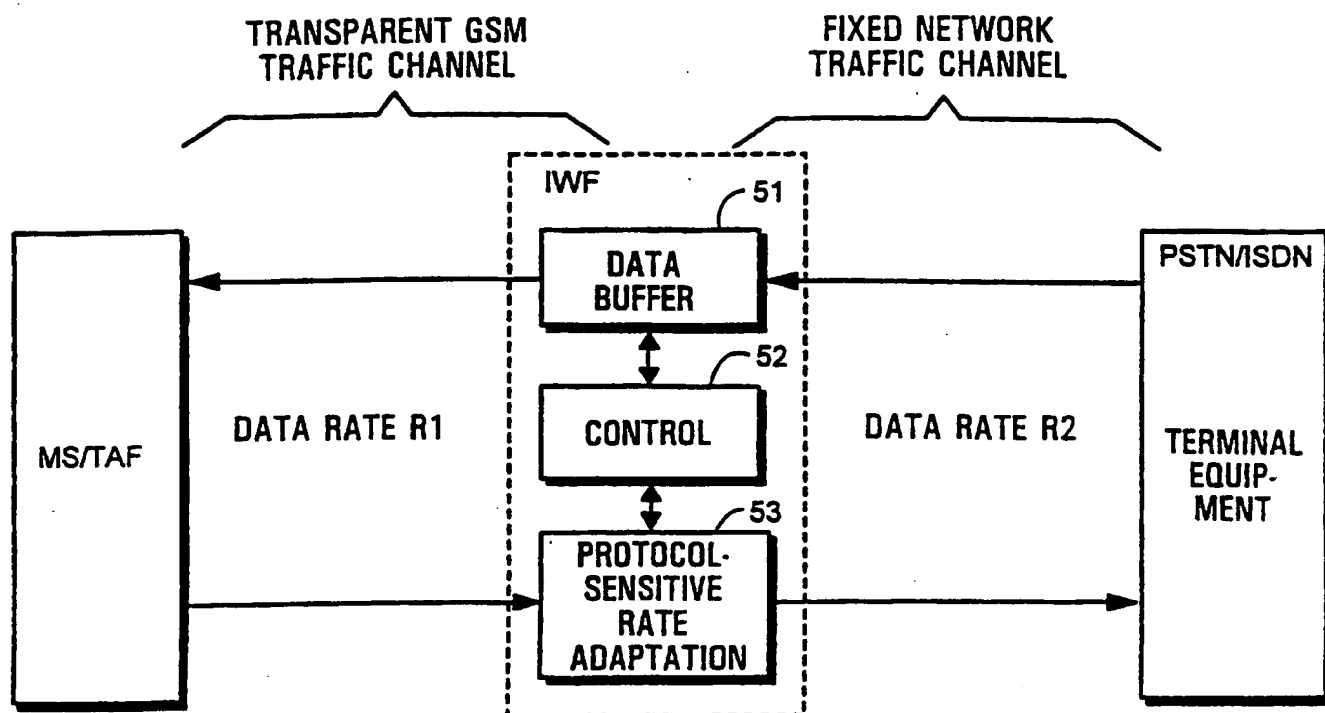 TRANSPARENT GSM
TRAFFIC CHANNEL
FIXED NETWORK
TRAFFIC CHANNEL
IWF
51
DATA
BUFFER
PSTN/ISDN
52
CONTROL
DATA RATE R1
DATA RATE R2
MS/TAF
TERMINAL
EQUIP-
MENT
53
PROTOCOL-
SENSITIVE
RATE
ADAPTATION